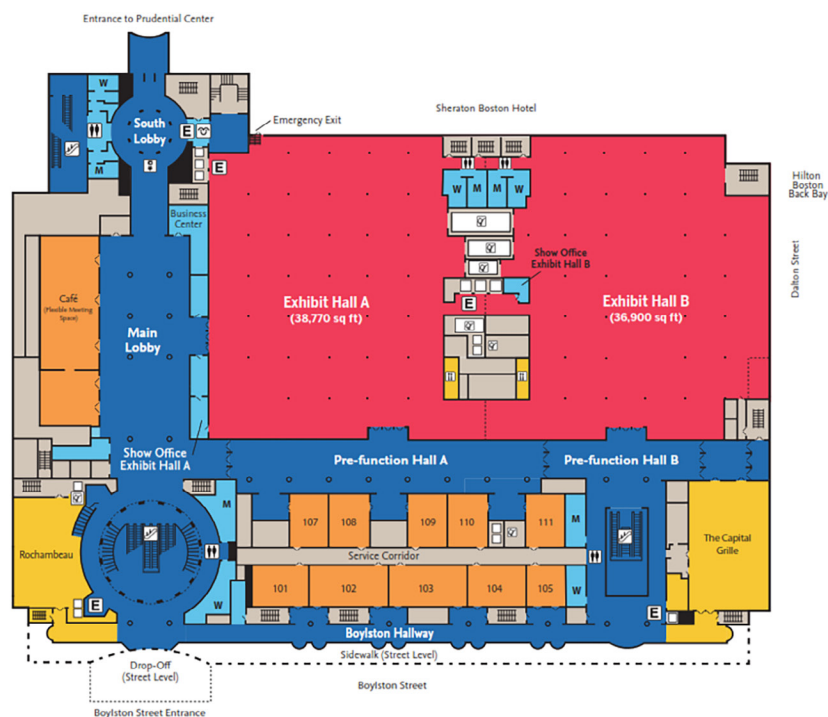 Entrance to Prudential Center
W
South
Lobby
E
M
E
Emergency Exit
Sheraton Boston Hotel
W
M
M
W
Hilton
Boston
Back Bay
Dalton Street
Business
Center
Show Office
Exhibit Hall B
E
Café
(Flexible Meeting
Space)
Main
Lobby
Exhibit Hall A
(38,770 sq ft)
Exhibit Hall B
(36,900 sq ft)
Show Office
Exhibit Hall A
Pre-function Hall A
Pre-function Hall B
M
107
108
109
110
111
M
Rochambeau
Service Corridor
The Capital
Grille
101
102
103
104
105
W
W
E
E
Boylston Hallway
Sidewalk (Street Level)
Drop-Off
(Street Level)
Boylston Street
Boylston Street Entrance